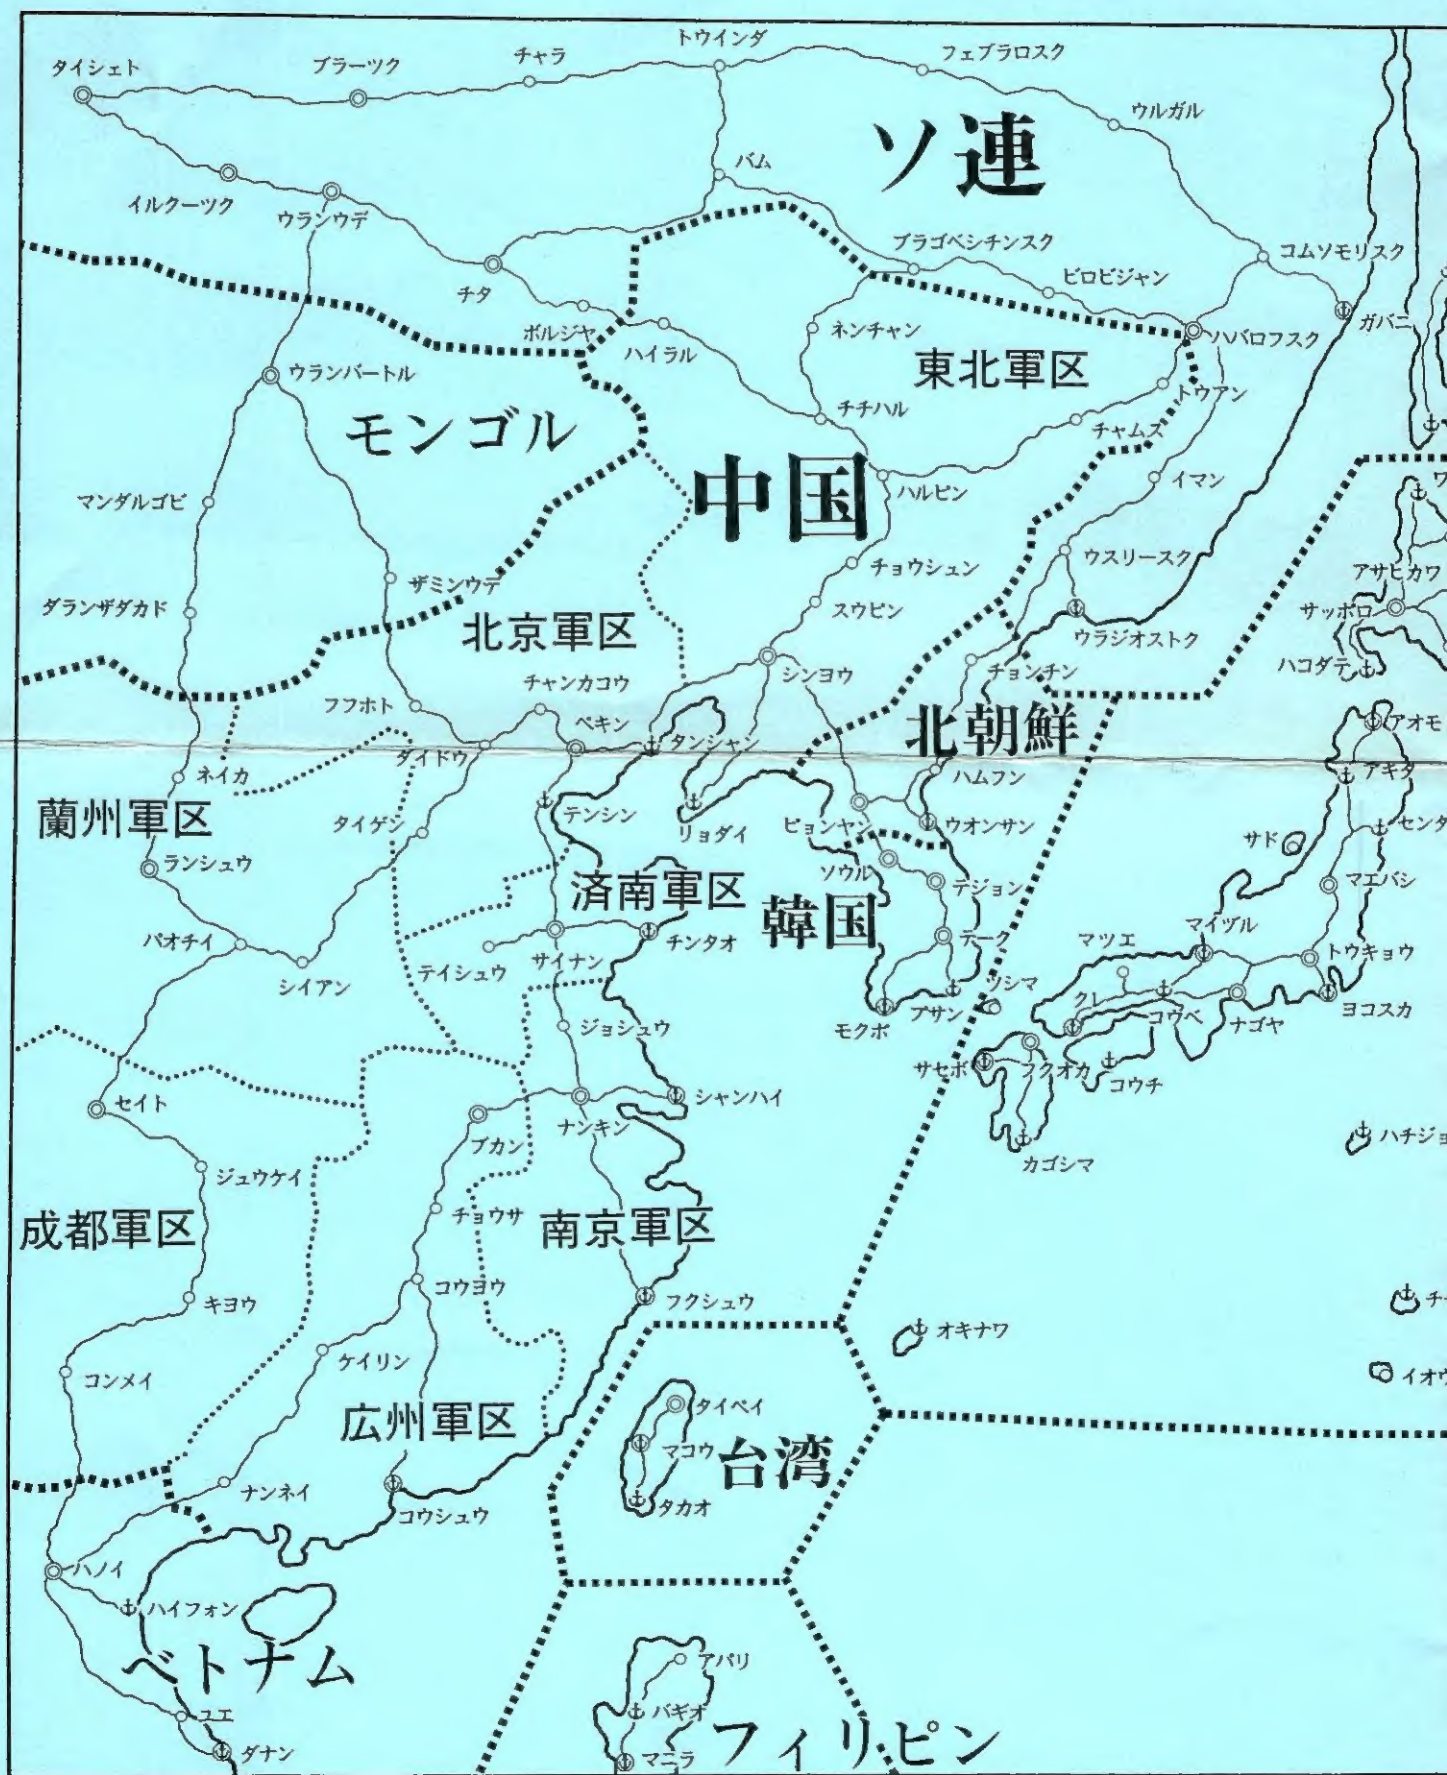 トウインダ
チャラ
フェブラロスク
タイシェト
ブラーツク
ウルガル
ソ連
バム
イルクーツク
ウランウデ
ブラゴベシチンスク
コムソモリスク
ビロビジャン
チタ
ボルジヤ
ネンチャン
ガバニ
ハイラル
ハバロフスク
ウランバートル
東北軍区
トウアン
チチハル
チャムス
モンゴル
中国
ハルピン
イマン
ワ
マンダルゴビ
チョウシュン
ウスリースク
アサヒカワ
ザミンウデ
ダランザダカド
スウピン
サッポロ
北京軍区
ウラジオストク
シンヨウ
チョンチン
ハコダテ
チャンカコウ
フフホト
ペキン
アオモ
北朝鮮
ダイドウ
タンシャン
ネイカ
ハムフン
アキタ
テンシン
蘭州軍区
タイゲン
リョダイ
ピョンヤン
ウオンサン
センダ
サド
ランシュウ
ソウル
デジョン
マエバシ
済南軍区
韓国
パオチイ
チンタオ
テーク
マイヅル
マツエ
トウキョウ
テイシュウ
サイナン
シイアン
ツシマ
モクポ
プサン
クレ
コウベ
ナゴヤ
ヨコスカ
ジョシュウ
サセボ
フクオカ
コウチ
セイト
シャンハイ
ブカン
ナンキン
ハチジョ
カゴシマ
ジュウケイ
チョウサ
成都軍区
南京軍区
コウヨウ
キヨウ
フクシュウ
チ
オキナワ
ケイリン
コンメイ
イオウ
タイペイ
広州軍区
マコウ
台湾
ナンネイ
コウシュウ
タカオ
ハノイ
ハイフォン
ベトナム
アパリ
ユエ
バギオ
フィリピン
ダナン
マニラ